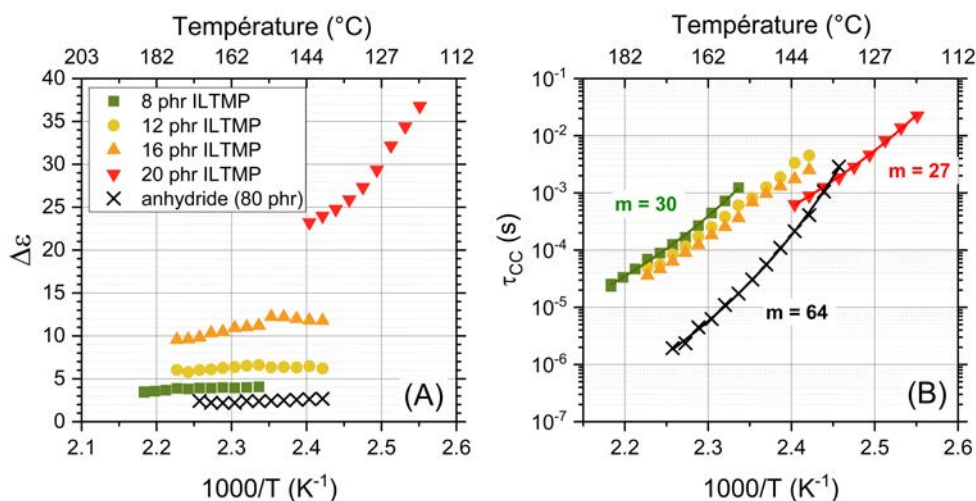 Température (°C)
203 182 162 144 127 112
40
35
30
25
20
15
10
5
0
Δε
8 phr ILTMP
12 phr ILTMP
16 phr ILTMP
20 phr ILTMP
anhydride (80 phr)
(A)
2.1 2.2 2.3 2.4 2.5 2.6
1000/T (K⁻¹)
Température (°C)
182 162 144 127 112
10⁻¹
10⁻²
10⁻³
10⁻⁴
10⁻⁵
10⁻⁶
10⁻⁷
τCC (s)
m = 30
m = 27
m = 64
(B)
2.2 2.3 2.4 2.5 2.6
1000/T (K⁻¹)